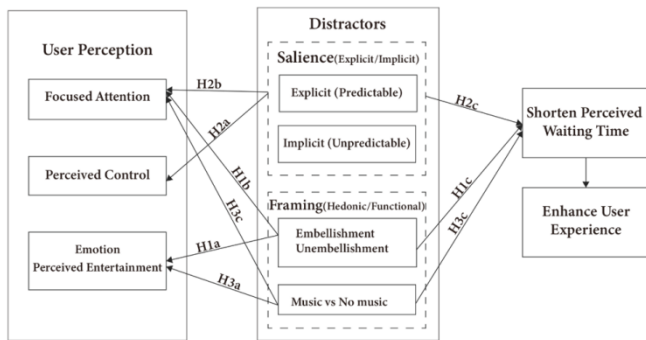 Distractors
User Perception
Salience(Explicit/Implicit)
H2b
Focused Attention
Explicit (Predictable)
H2c
Shorten Perceived
Waiting Time
H2a
Implicit (Unpredictable)
Perceived Control
H1b
H1c
H3c
Framing(Hedonic/Functional)
H3c
Enhance User
Experience
Embellishment
Unembellishment
H1a
Emotion
Perceived Entertainment
H3a
Music vs No music